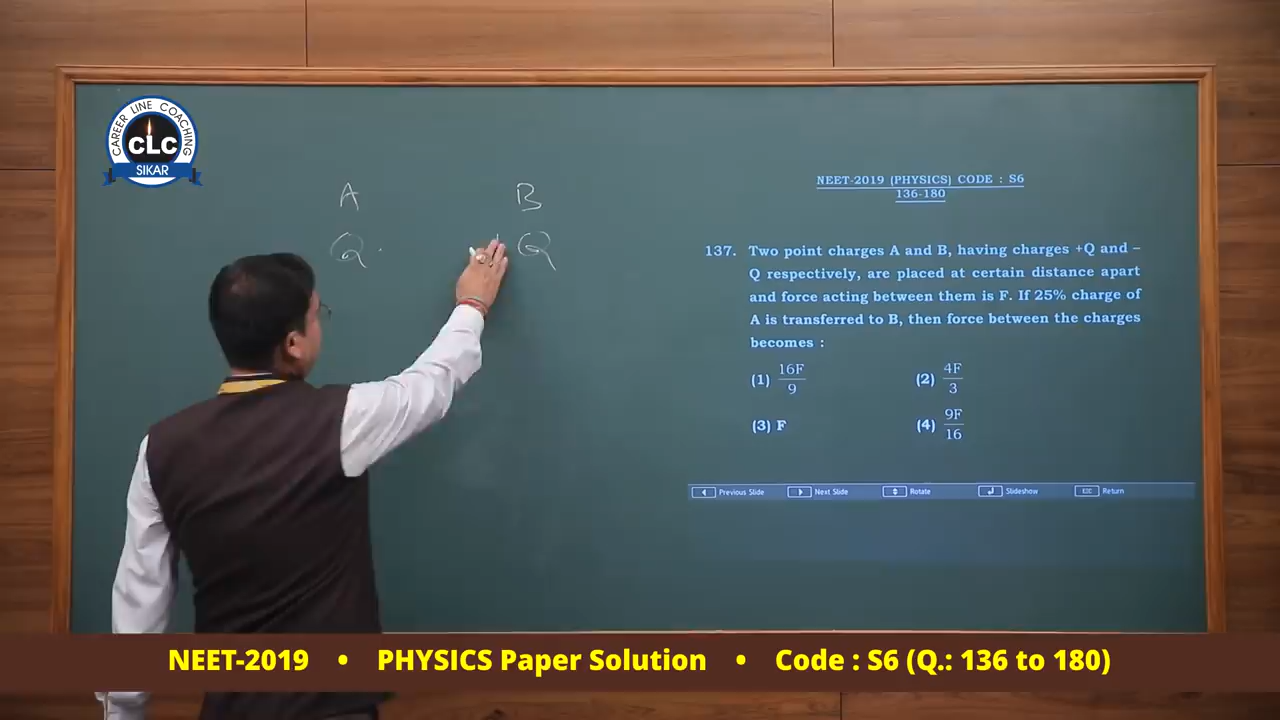 CAREER LINE COACHING
CLC
SIKAR
A B
Q Q
NEET-2019 (PHYSICS) CODE : S6
136-180
137. Two point charges A and B, having charges +Q and –
Q respectively, are placed at certain distance apart
and force acting between them is F. If 25% charge of
A is transferred to B, then force between the charges
becomes :
(1) 16F/9 (2) 4F/3
(3) F (4) 9F/16
Previous Slide Next Slide Rotate Slideshow ESC Return
NEET-2019 • PHYSICS Paper Solution • Code : S6 (Q.: 136 to 180)